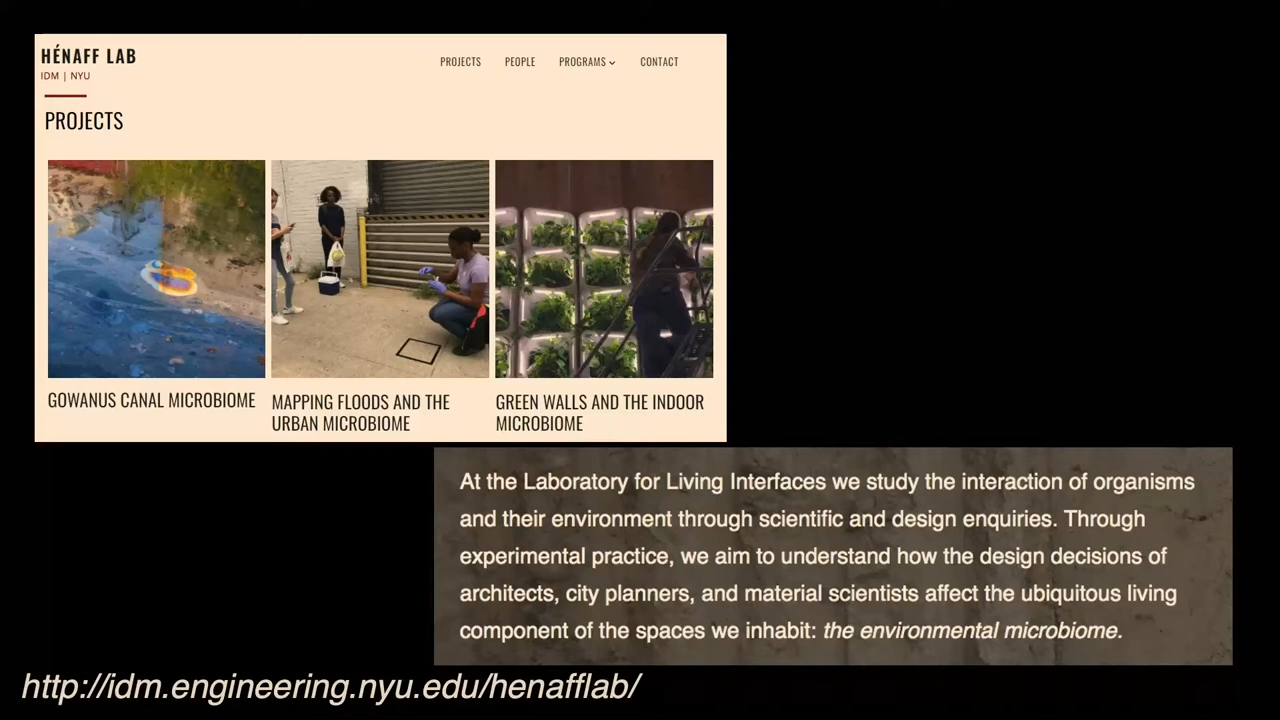 HÉNAFF LAB
IDM | NYU
PROJECTS PEOPLE PROGRAMS CONTACT
PROJECTS
GOWANUS CANAL MICROBIOME
MAPPING FLOODS AND THE
URBAN MICROBIOME
GREEN WALLS AND THE INDOOR
MICROBIOME
At the Laboratory for Living Interfaces we study the interaction of organisms
and their environment through scientific and design enquiries. Through
experimental practice, we aim to understand how the design decisions of
architects, city planners, and material scientists affect the ubiquitous living
component of the spaces we inhabit: the environmental microbiome.
http://idm.engineering.nyu.edu/henafflab/